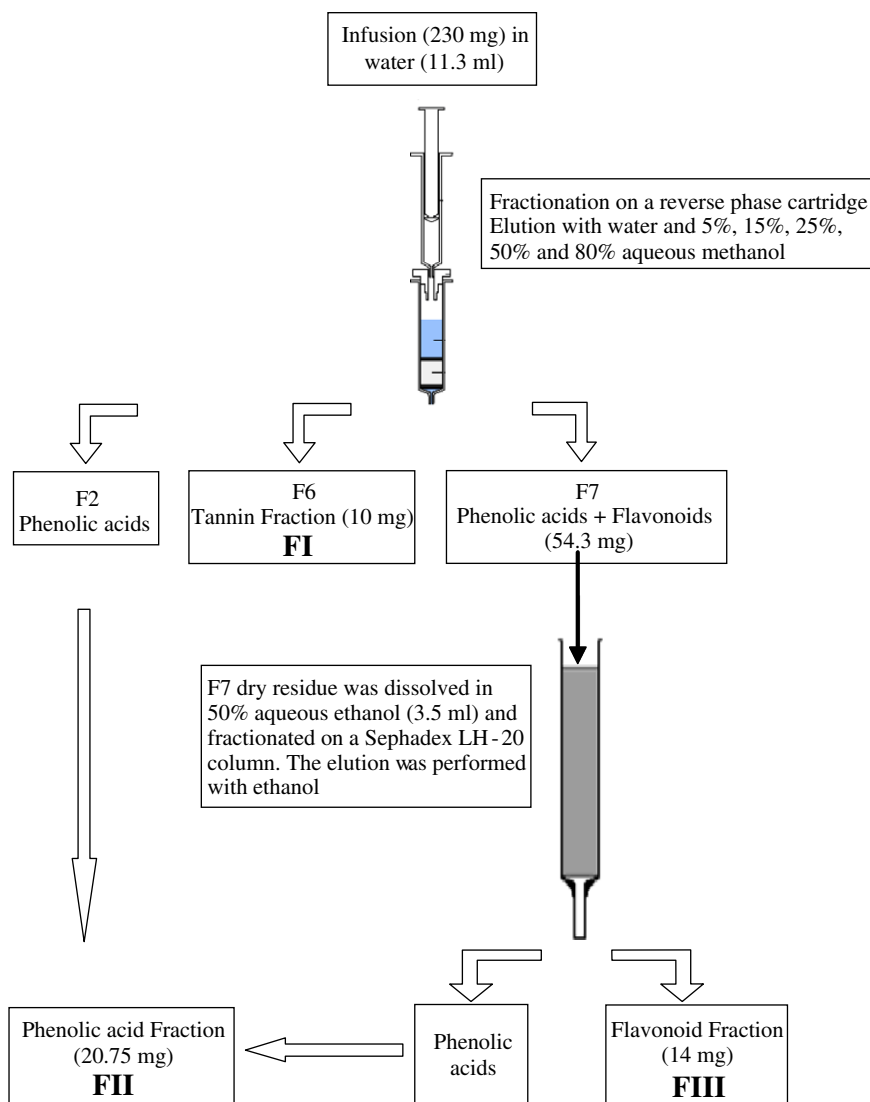 Infusion (230 mg) in
water (11.3 ml)
Fractionation on a reverse phase cartridge
Elution with water and 5%, 15%, 25%,
50% and 80% aqueous methanol
F2
Phenolic acids
F6
Tannin Fraction (10 mg)
FI
F7
Phenolic acids + Flavonoids
(54.3 mg)
F7 dry residue was dissolved in
50% aqueous ethanol (3.5 ml) and
fractionated on a Sephadex LH-20
column. The elution was performed
with ethanol
Phenolic acid Fraction
(20.75 mg)
FII
Phenolic
acids
Flavonoid Fraction
(14 mg)
FIII